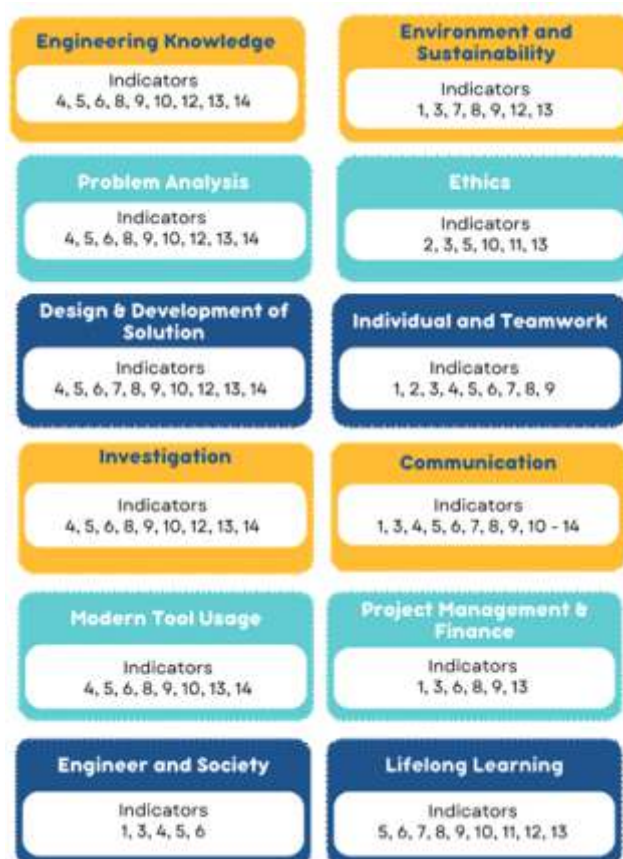 Engineering Knowledge
Indicators
4, 5, 6, 8, 9, 10, 12, 13, 14
Environment and
Sustainability
Indicators
1, 3, 7, 8, 9, 12, 13
Problem Analysis
Indicators
4, 5, 6, 8, 9, 10, 12, 13, 14
Ethics
Indicators
2, 3, 5, 10, 11, 13
Design & Development of
Solution
Indicators
4, 5, 6, 7, 8, 9, 10, 12, 13, 14
Individual and Teamwork
Indicators
1, 2, 3, 4, 5, 6, 7, 8, 9
Investigation
Indicators
4, 5, 6, 8, 9, 10, 12, 13, 14
Communication
Indicators
1, 3, 4, 5, 6, 7, 8, 9, 10 - 14
Modern Tool Usage
Indicators
4, 5, 6, 8, 9, 10, 13, 14
Project Management &
Finance
Indicators
1, 3, 6, 8, 9, 13
Engineer and Society
Indicators
1, 3, 4, 5, 6
Lifelong Learning
Indicators
5, 6, 7, 8, 9, 10, 11, 12, 13